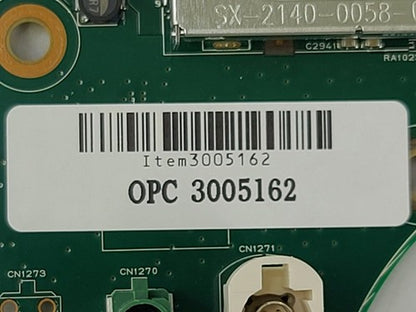 SX-2140-0058-
C2941
RA102
Item3005162
OPC 3005162
CN1273
CN1270
CN1271